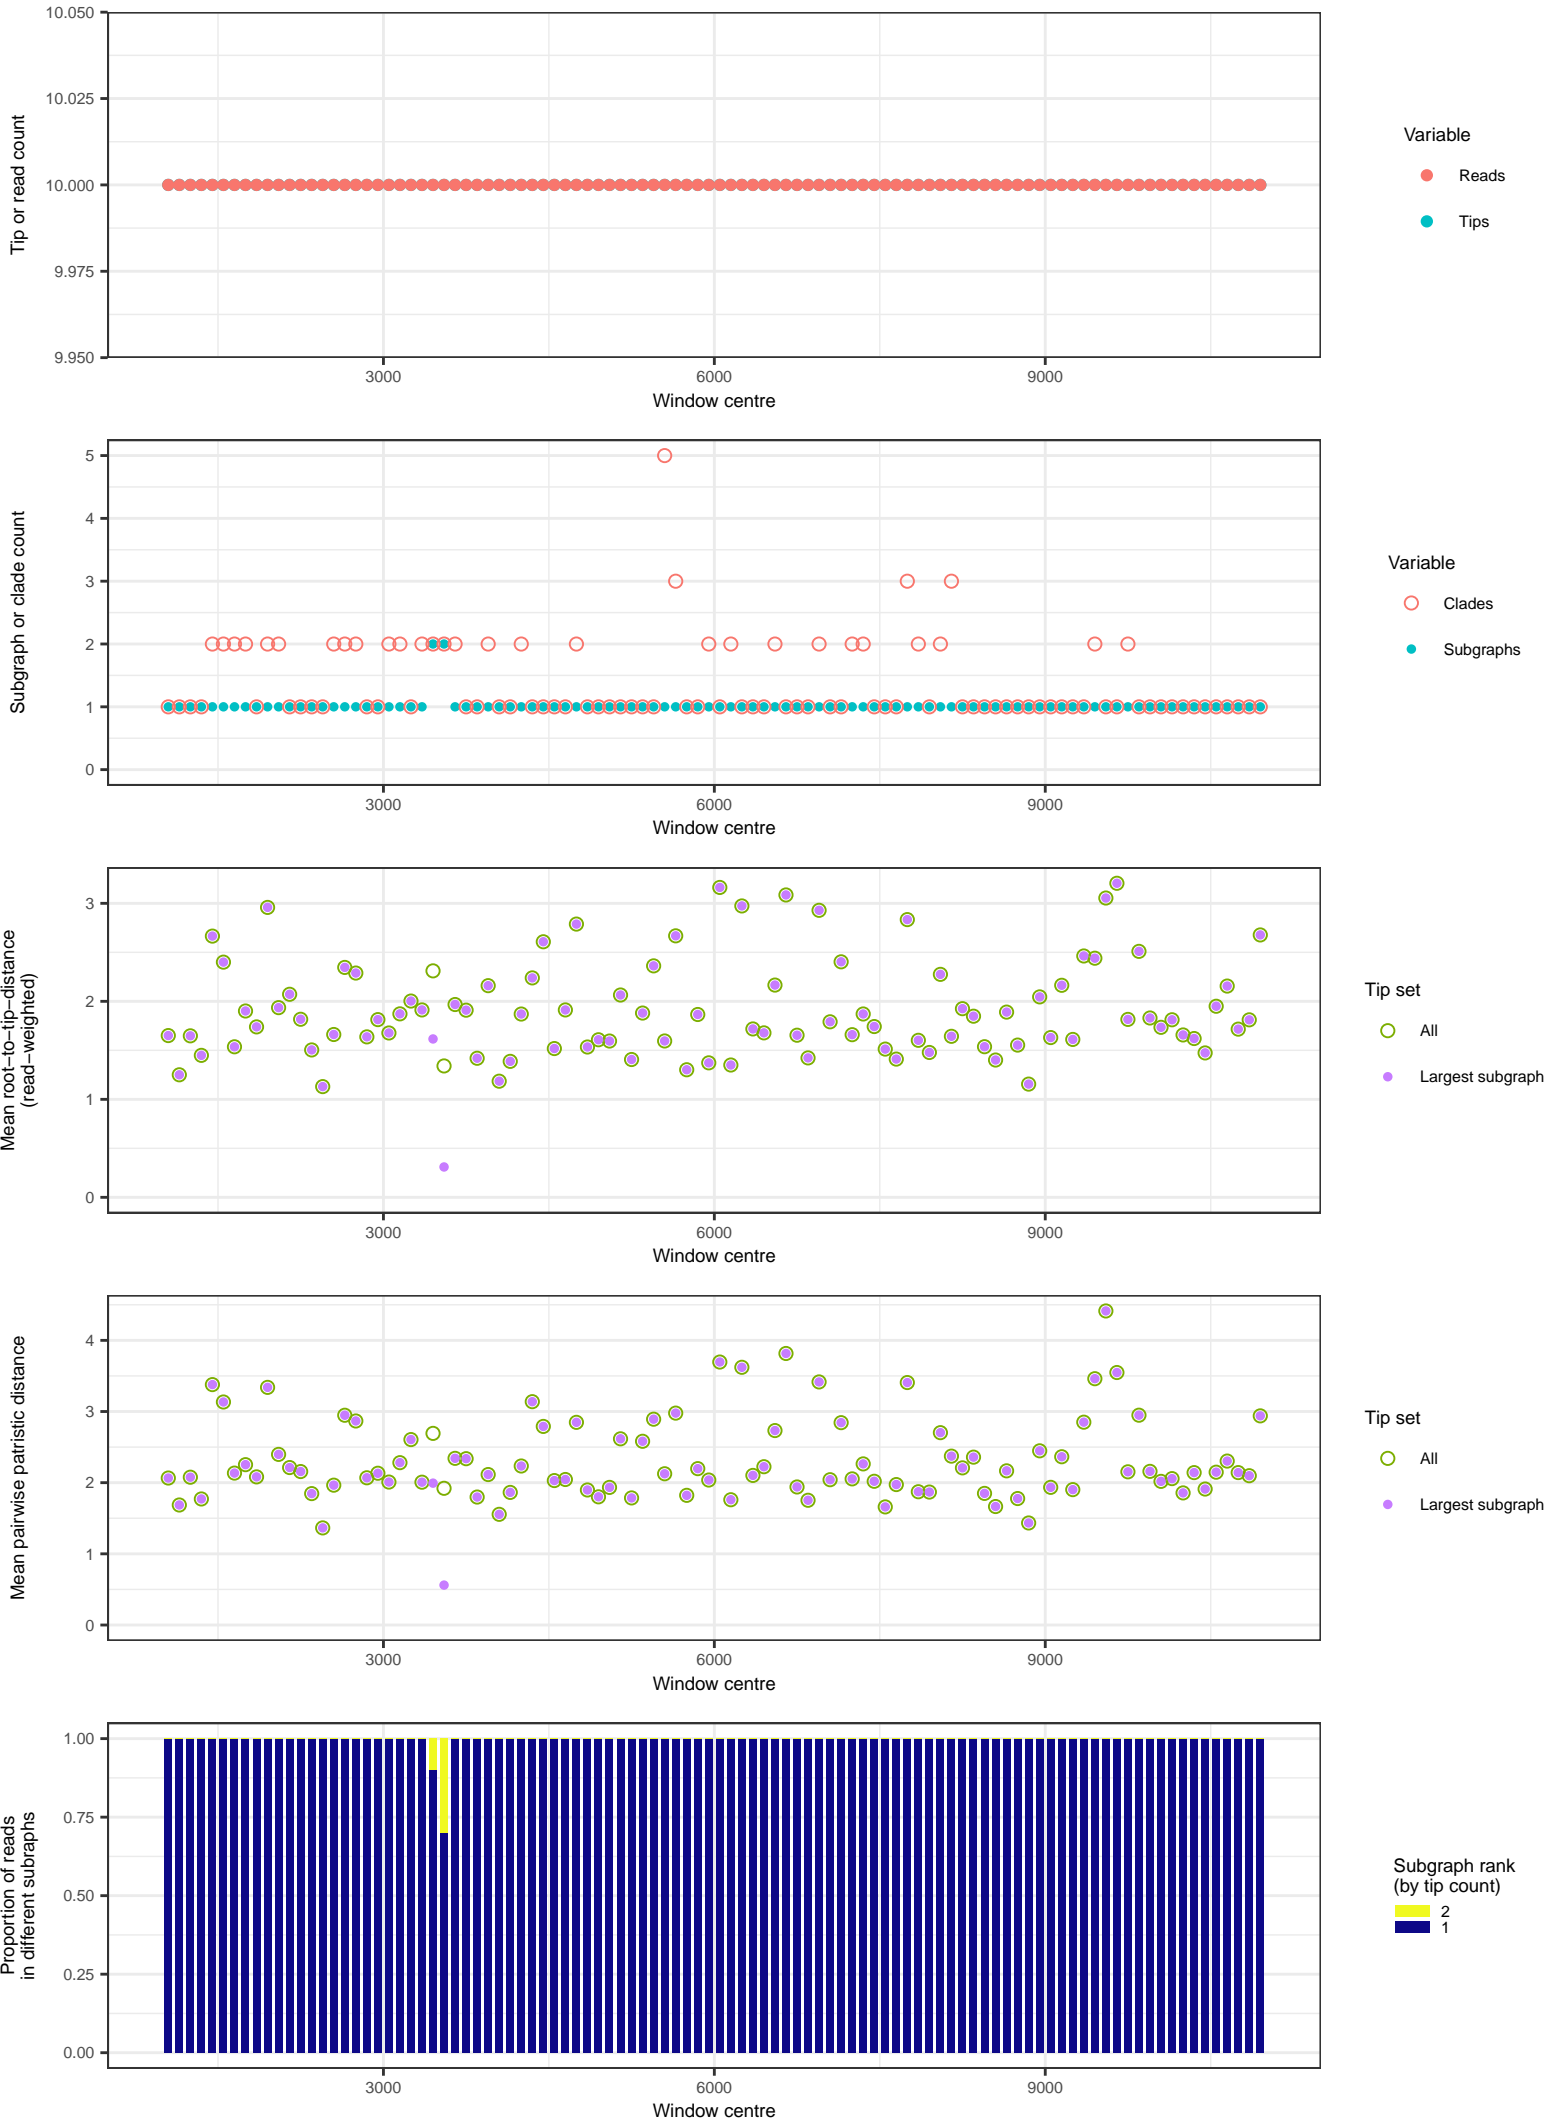 10.050
10.025
10.000
9.975
9.950
Tip or read count
3000 6000 9000
Window centre
Variable
Reads
Tips
5
4
3
2
1
0
Subgraph or clade count
3000 6000 9000
Window centre
Variable
Clades
Subgraphs
3
2
1
0
Mean root−to−tip−distance
(read−weighted)
3000 6000 9000
Window centre
Tip set
All
Largest subgraph
4
3
2
1
0
Mean pairwise patristic distance
3000 6000 9000
Window centre
Tip set
All
Largest subgraph
1.00
0.75
0.50
0.25
0.00
Proportion of reads
in different subraphs
3000 6000 9000
Window centre
Subgraph rank
(by tip count)
2
1